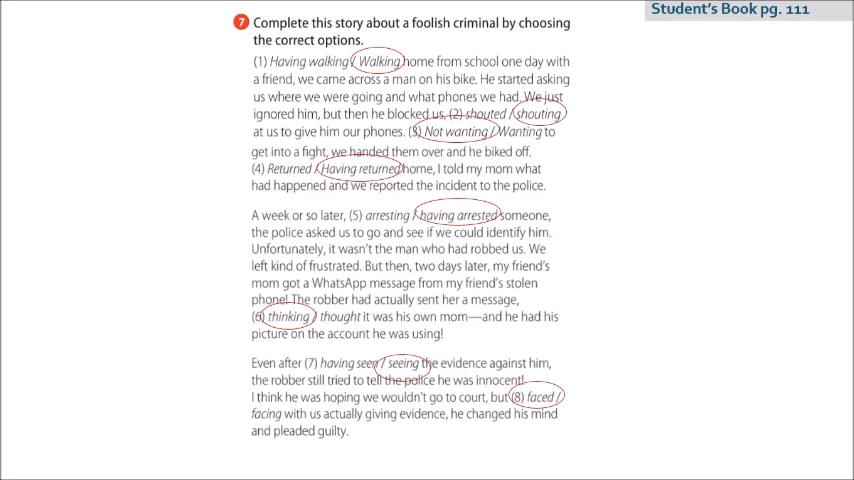 Student's Book pg. 111
7 Complete this story about a foolish criminal by choosing
the correct options.
(1) Having walking / Walking home from school one day with
a friend, we came across a man on his bike. He started asking
us where we were going and what phones we had. We just
ignored him, but then he blocked us, (2) shouted / shouting
at us to give him our phones. (3) Not wanting / Wanting to
get into a fight, we handed them over and he biked off.
(4) Returned / Having returned home, I told my mom what
had happened and we reported the incident to the police.
A week or so later, (5) arresting / having arrested someone,
the police asked us to go and see if we could identify him.
Unfortunately, it wasn't the man who had robbed us. We
left kind of frustrated. But then, two days later, my friend's
mom got a WhatsApp message from my friend's stolen
phone! The robber had actually sent her a message,
(6) thinking / thought it was his own mom—and he had his
picture on the account he was using!
Even after (7) having seen / seeing the evidence against him,
the robber still tried to tell the police he was innocent!
I think he was hoping we wouldn't go to court, but (8) faced /
facing with us actually giving evidence, he changed his mind
and pleaded guilty.